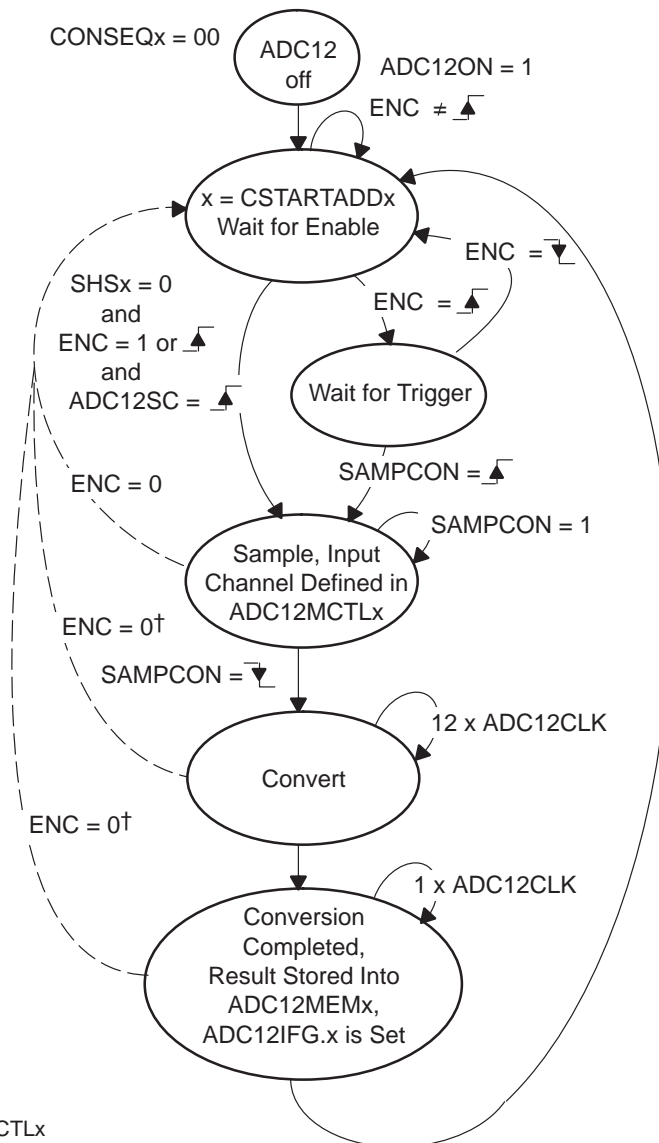 CONSEQx = 00
ADC12
off
ADC12ON = 1
ENC ≠
x = CSTARTADDx
Wait for Enable
ENC =
SHSx = 0
and
ENC = 1 or
and
ADC12SC =
ENC =
Wait for Trigger
SAMPCON =
ENC = 0
SAMPCON = 1
Sample, Input
Channel Defined in
ADC12MCTLx
ENC = 0†
SAMPCON =
12 x ADC12CLK
Convert
ENC = 0†
1 x ADC12CLK
Conversion
Completed,
Result Stored Into
ADC12MEMx,
ADC12IFG.x is Set
CTLx